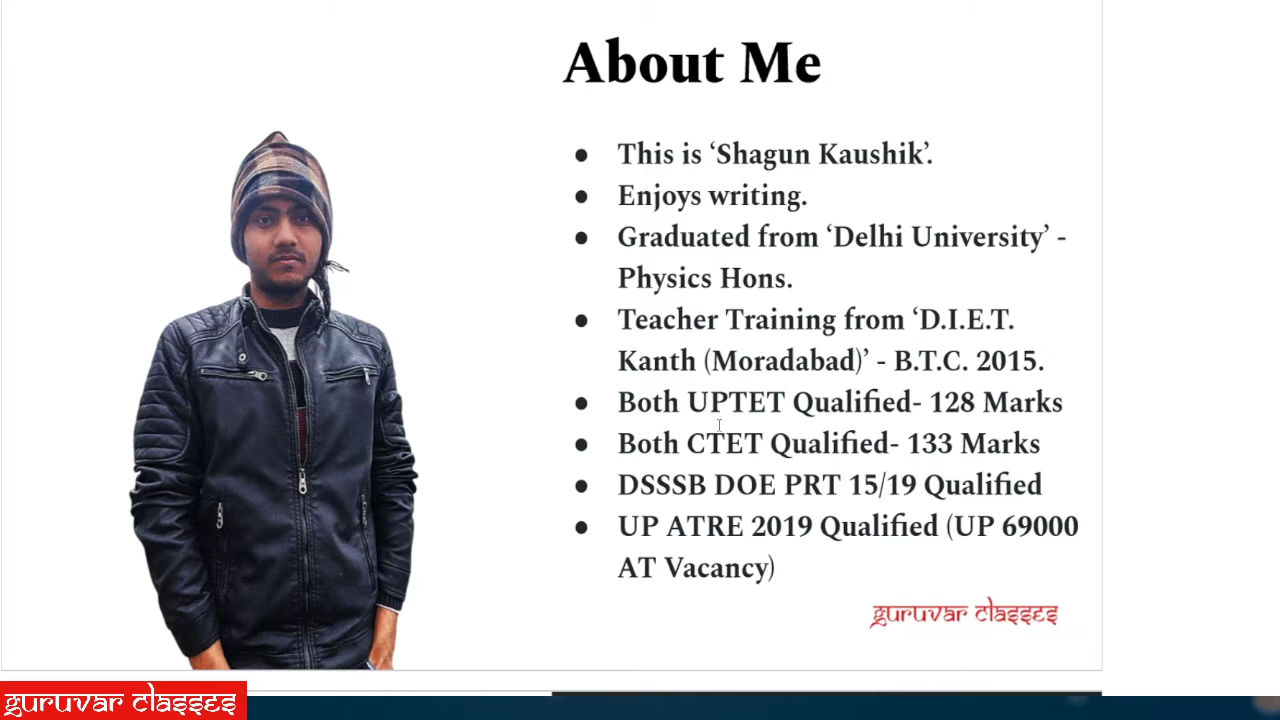 About Me
● This is ‘Shagun Kaushik’.
● Enjoys writing.
● Graduated from ‘Delhi University’ -
Physics Hons.
● Teacher Training from ‘D.I.E.T.
Kanth (Moradabad)’ - B.T.C. 2015.
● Both UPTET Qualified- 128 Marks
● Both CTET Qualified- 133 Marks
● DSSSB DOE PRT 15/19 Qualified
● UP ATRE 2019 Qualified (UP 69000
AT Vacancy)
guruvar classes
guruvar classes